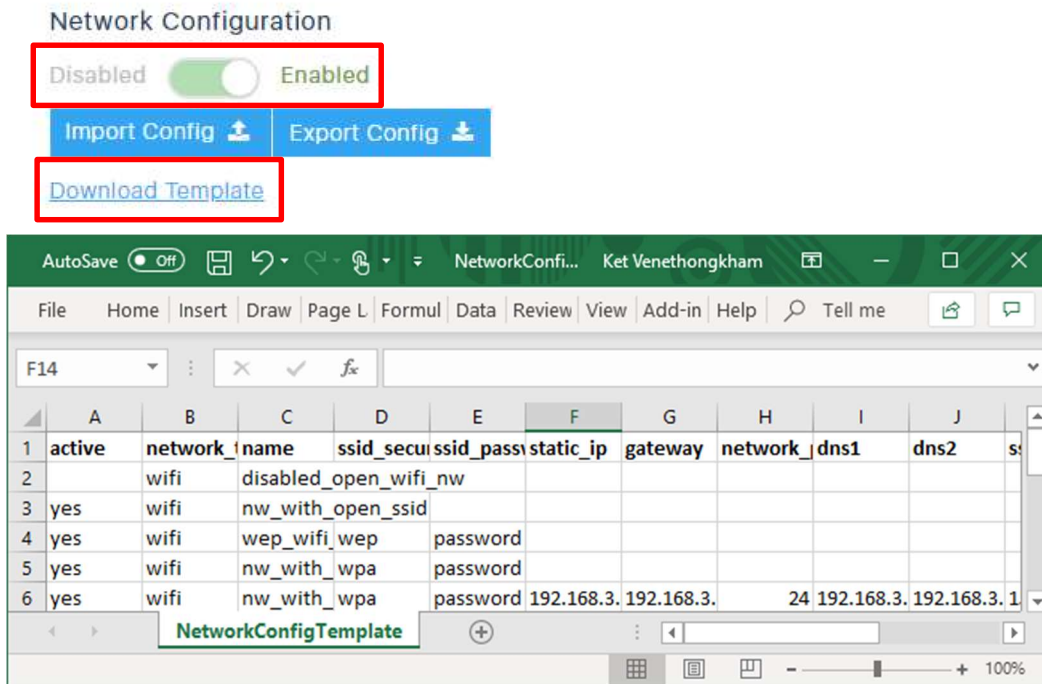 Network Configuration
Disabled Enabled
Import Config Export Config
Download Template
AutoSave Off NetworkConfi... Ket Venethongkham
File Home Insert Draw Page L Formul Data Review View Add-in Help Tell me
F14 fx
A B C D E F G H I J
1 active network_t name ssid_secur ssid_passw static_ip gateway network_p dns1 dns2 s
2 wifi disabled_open_wifi_nw
3 yes wifi nw_with_open_ssid
4 yes wifi wep_wifi_ wep password
5 yes wifi nw_with_ wpa password
6 yes wifi nw_with_ wpa password 192.168.3. 192.168.3. 24 192.168.3. 192.168.3. 1
NetworkConfigTemplate
100%